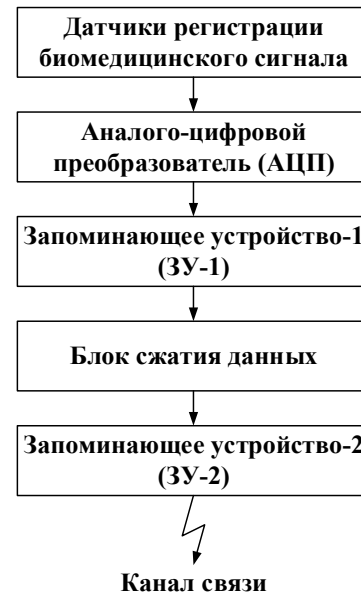 Датчики регистрации
биомедицинского сигнала
Аналого-цифровой
преобразователь (АЦП)
Запоминающее устройство-1
(ЗУ-1)
Блок сжатия данных
Запоминающее устройство-2
(ЗУ-2)
Канал связи